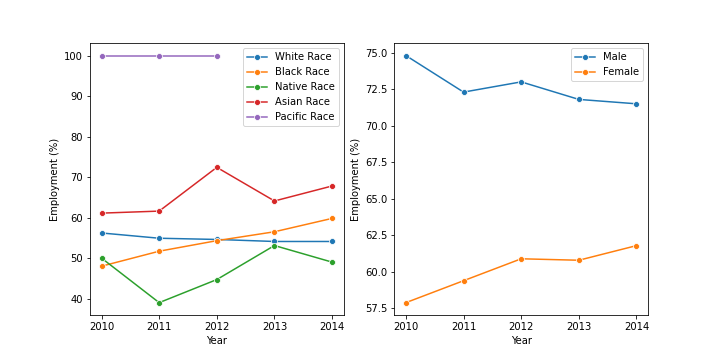 100
90
80
70
60
50
40
Employment (%)
2010
2011
2012
2013
2014
Year
White Race
Black Race
Native Race
Asian Race
Pacific Race
75.0
72.5
70.0
67.5
65.0
62.5
60.0
57.5
Employment (%)
2010
2011
2012
2013
2014
Year
Male
Female